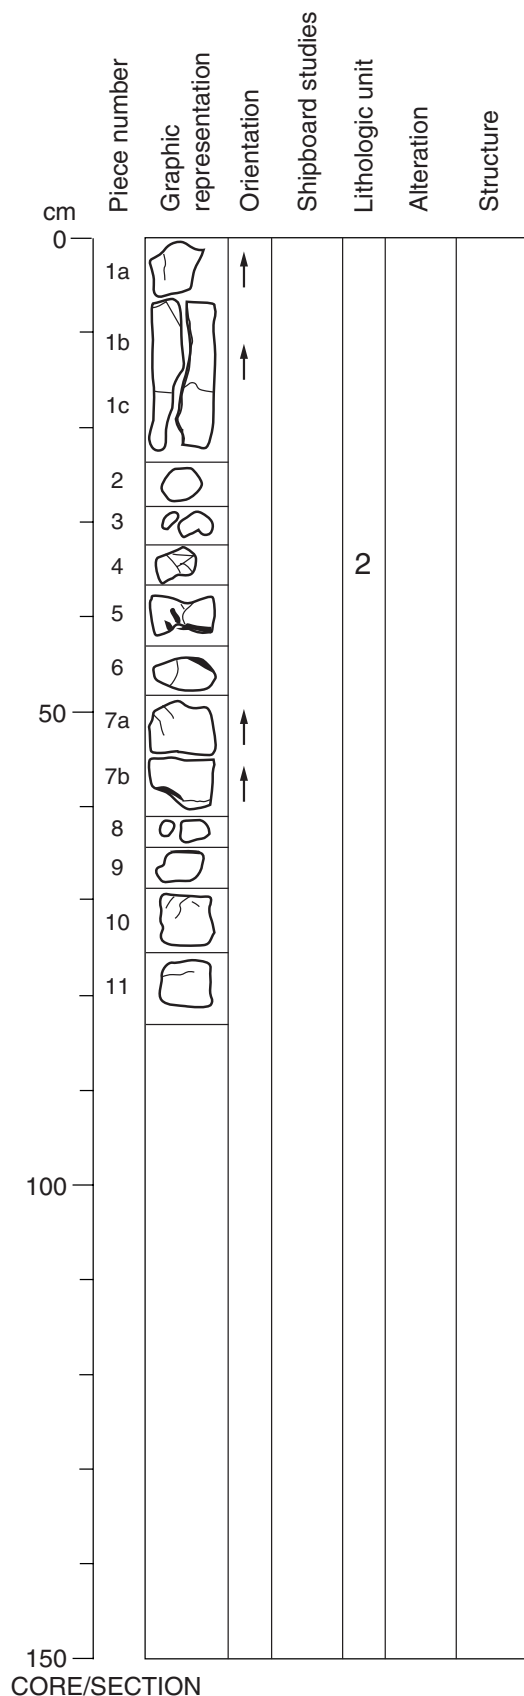 cm
Piece number
Graphic
representation
Orientation
Shipboard studies
Lithologic unit
Alteration
Structure
0
1a
1b
1c
2
3
4
2
5
6
50
7a
7b
8
9
10
11
100
150
CORE/SECTION